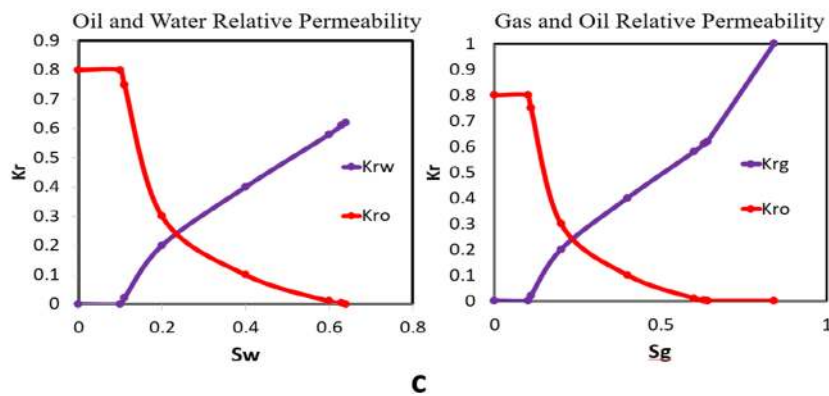 Oil and Water Relative Permeability
0.9
0.8
0.7
0.6
0.5
0.4
0.3
0.2
0.1
0
Kr
Krw
Kro
0 0.2 0.4 0.6 0.8
Sw
Gas and Oil Relative Permeability
1
0.9
0.8
0.7
0.6
0.5
0.4
0.3
0.2
0.1
0
Kr
Krg
Kro
0 0.5 1
Sg
C